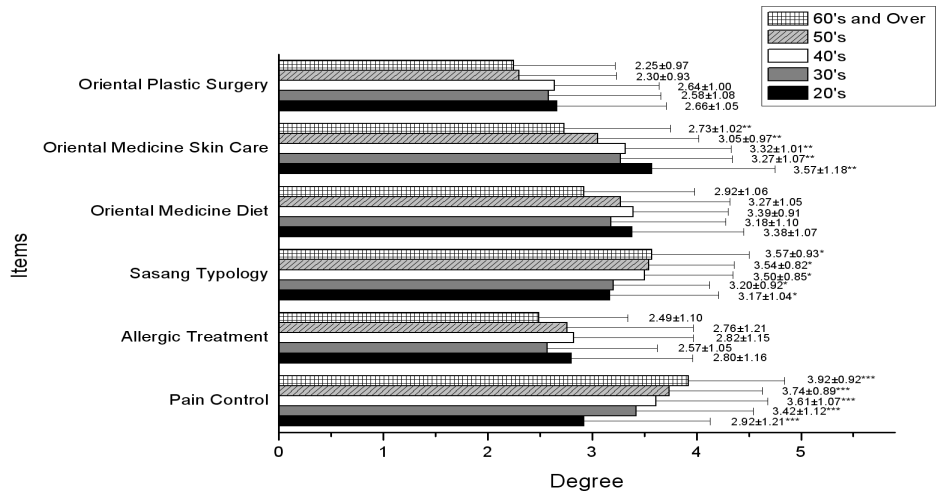 60's and Over
50's
40's
30's
20's
Oriental Plastic Surgery
2.25±0.97
2.30±0.93
2.64±1.00
2.58±1.08
2.66±1.05
Oriental Medicine Skin Care
2.73±1.02**
3.05±0.97**
3.32±1.01**
3.27±1.07**
3.57±1.18**
Oriental Medicine Diet
2.92±1.06
3.27±1.05
3.39±0.91
3.18±1.10
3.38±1.07
Sasang Typology
3.57±0.93*
3.54±0.82*
3.50±0.85*
3.20±0.92*
3.17±1.04*
Allergic Treatment
2.49±1.10
2.76±1.21
2.82±1.15
2.57±1.05
2.80±1.16
Pain Control
3.92±0.92***
3.74±0.89***
3.61±1.07***
3.42±1.12***
2.92±1.21***
Items
0 1 2 3 4 5
Degree